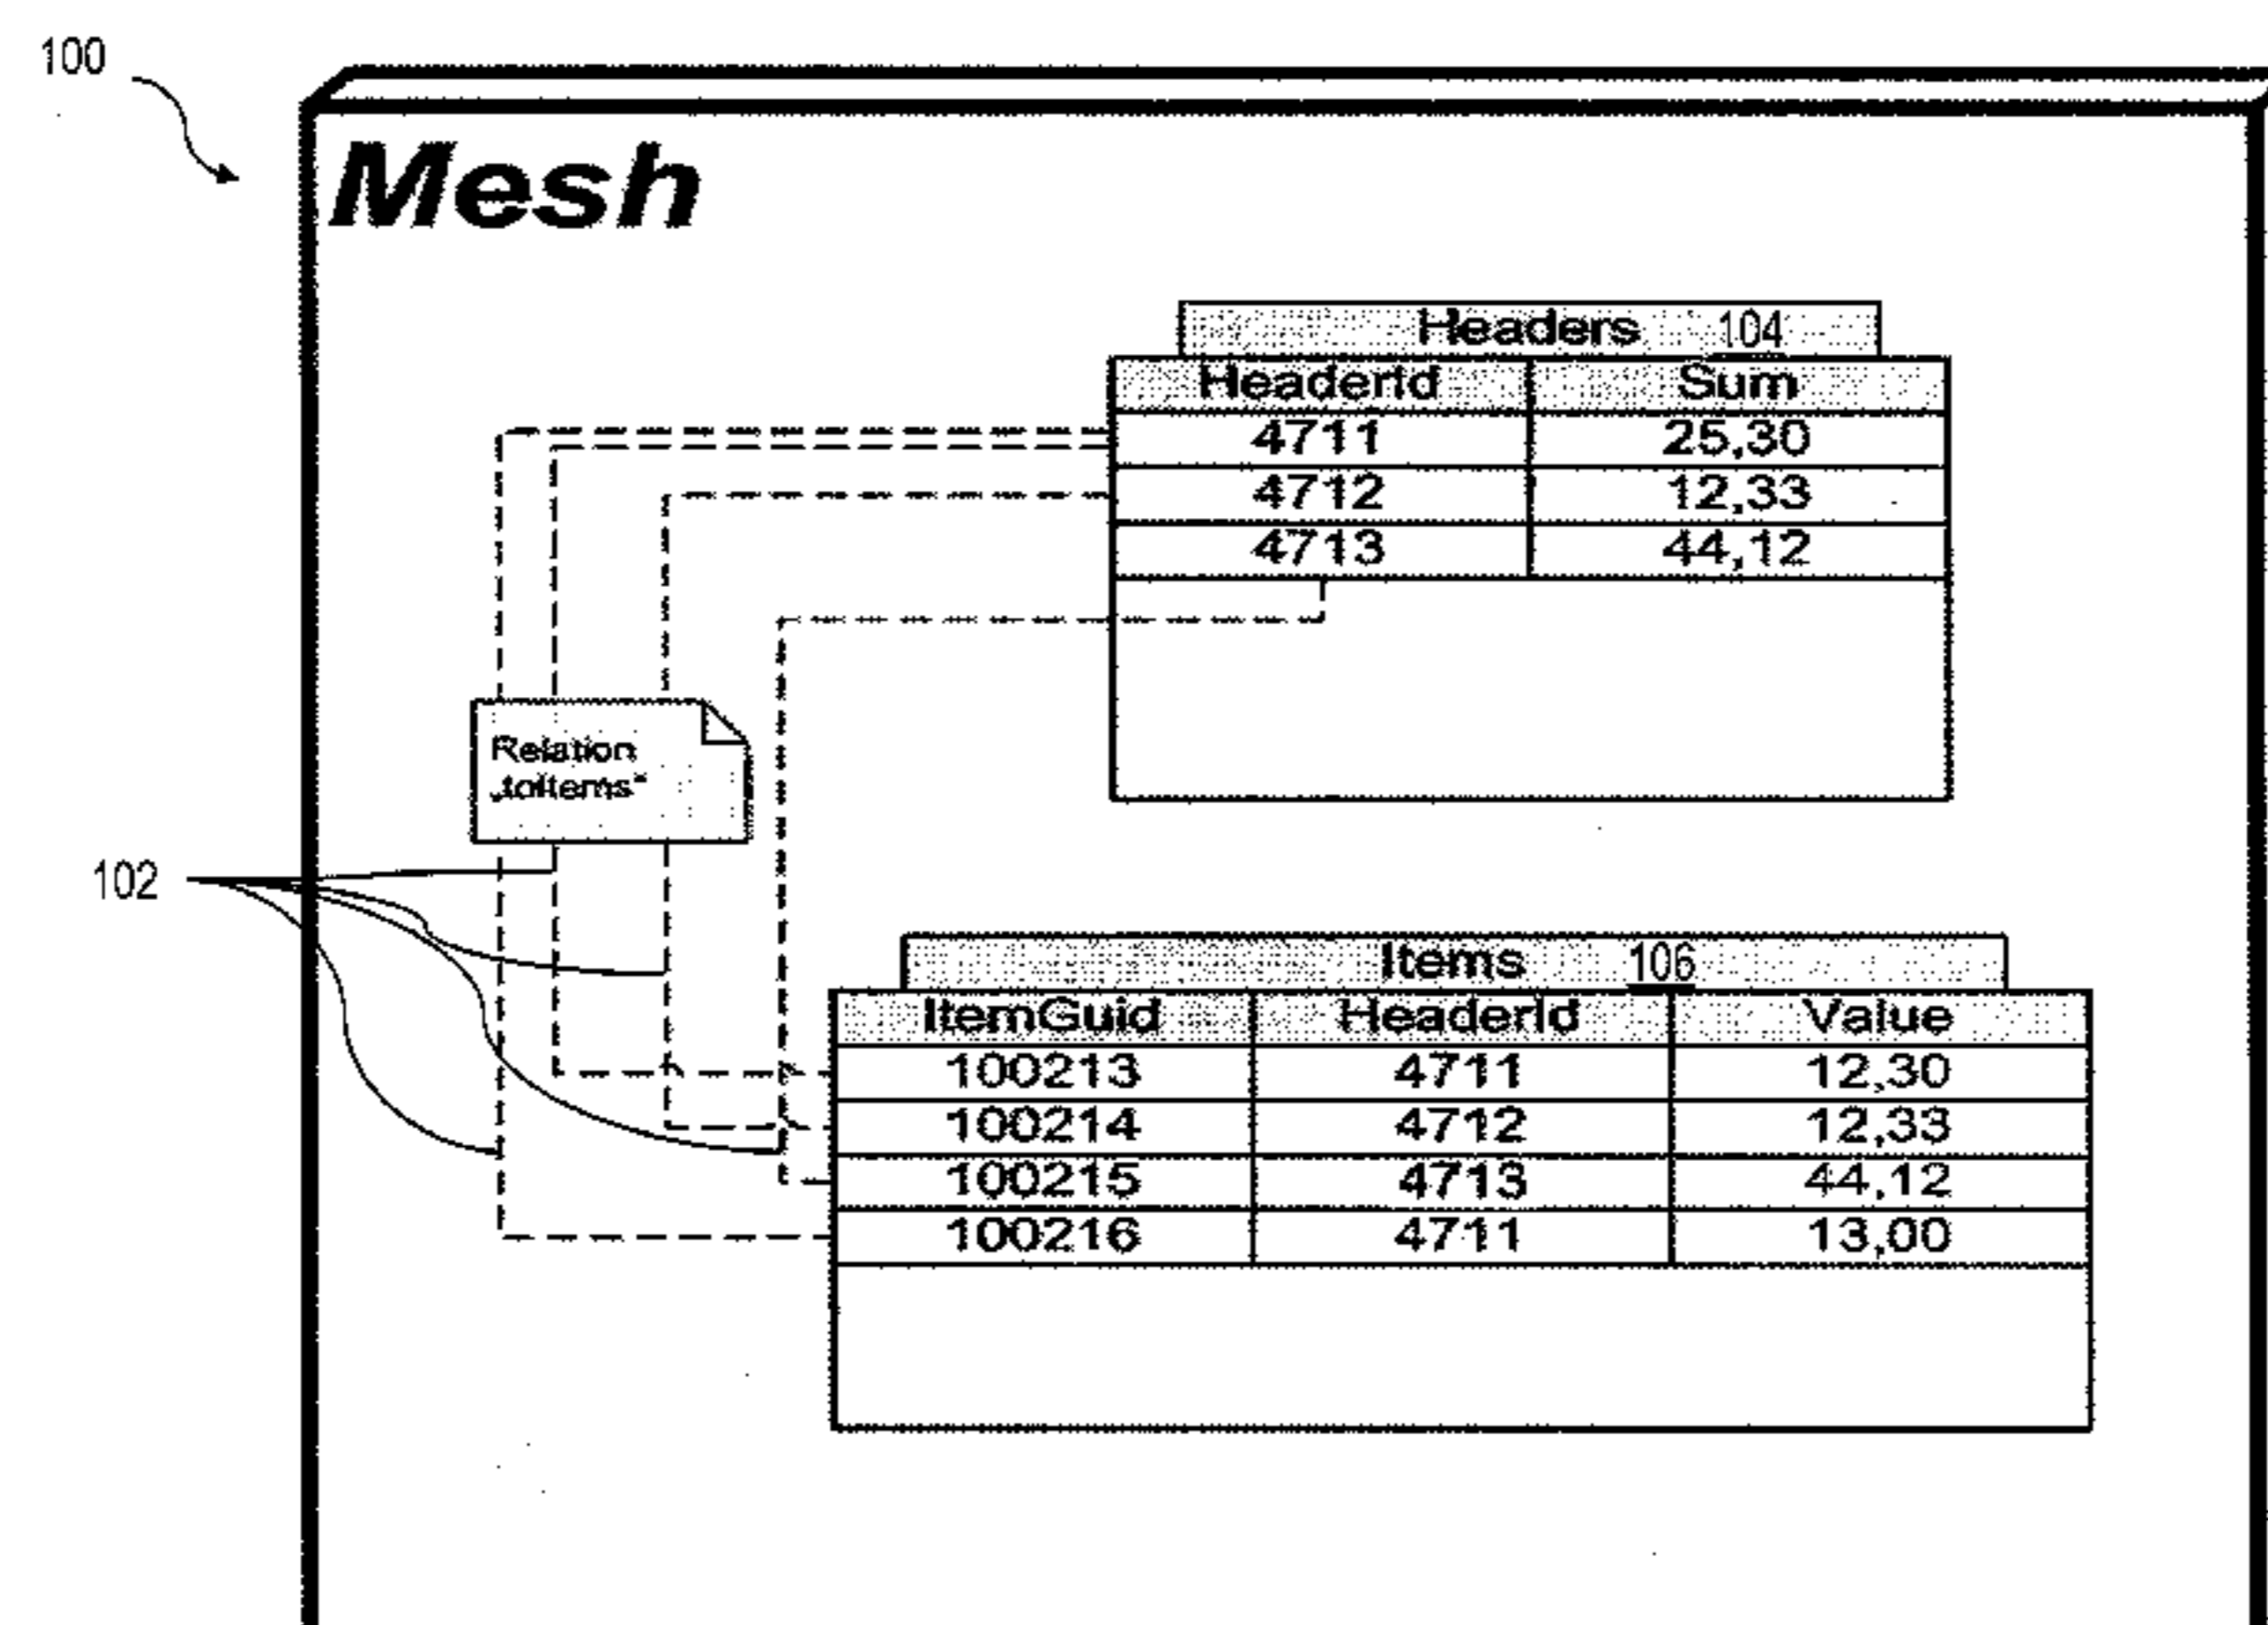 100
Mesh
Headers 104
HeaderId Sum
4711 25,30
4712 12,33
4713 44,12
Relation
„toItems“
102
Items 106
ItemGuid HeaderId Value
100213 4711 12,30
100214 4712 12,33
100215 4713 44,12
100216 4711 13,00